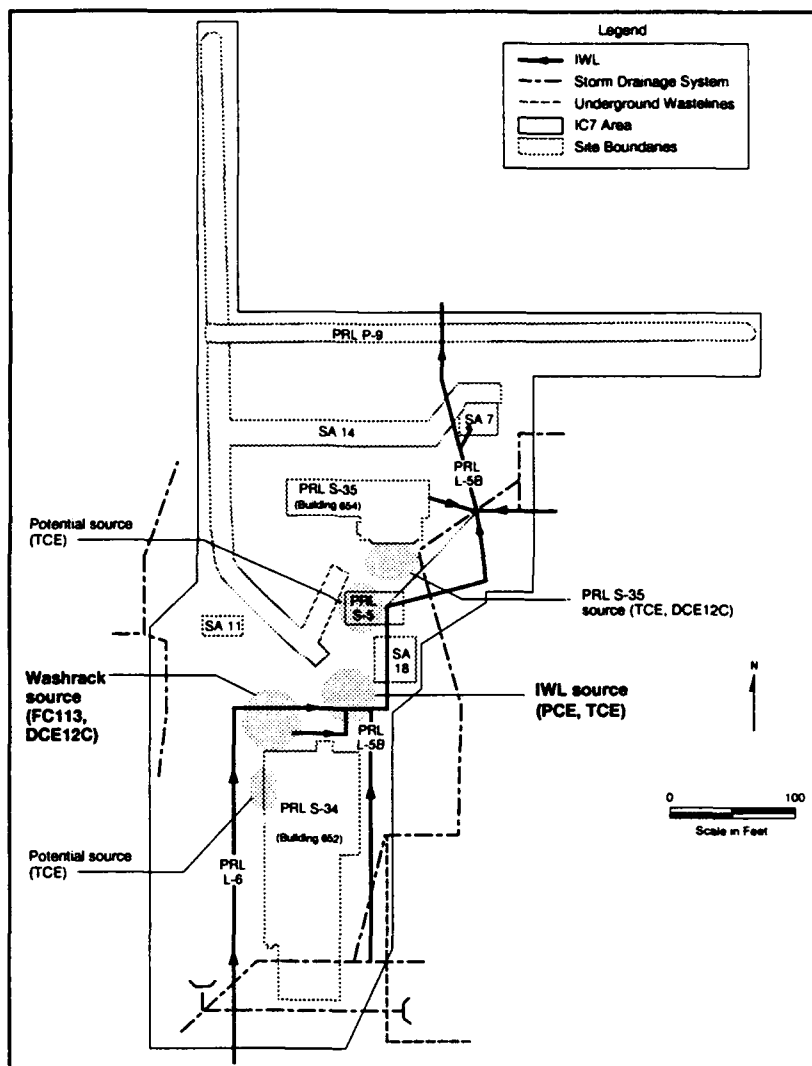 Legend
IWL
Storm Drainage System
Underground Wastelines
IC7 Area
Site Boundaries
PRL P-9
SA 7
SA 14
PRL
L-5B
PRL S-35
(Building 654)
Potential source
(TCE)
PRL
S-5
PRL S-35
source (TCE, DCE12C)
SA 11
SA
18
Washrack
source
(FC113,
DCE12C)
IWL source
(PCE, TCE)
N
PRL
L-5B
PRL S-34
(Building 652)
0
100
Scale in Feet
Potential source
(TCE)
PRL
L-6